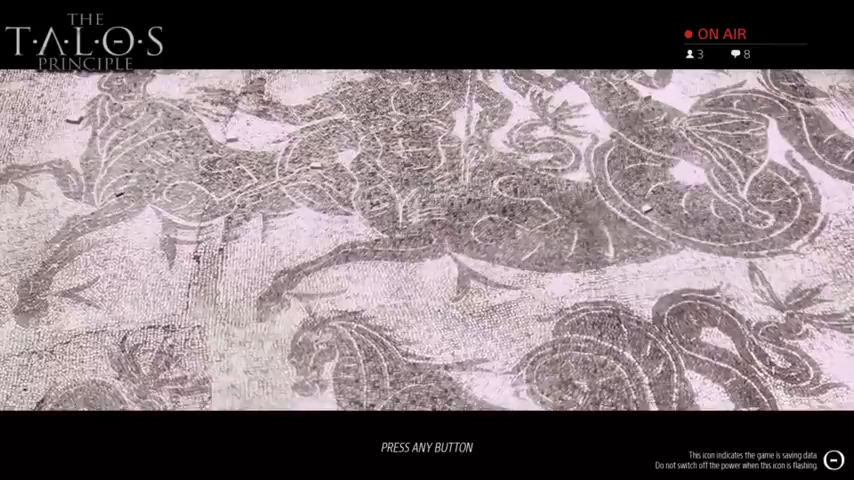 THE
T·A·L·O·S
PRINCIPLE
ON AIR
3 8
PRESS ANY BUTTON
This icon indicates the game is saving data.
Do not switch off the power when this icon is flashing.